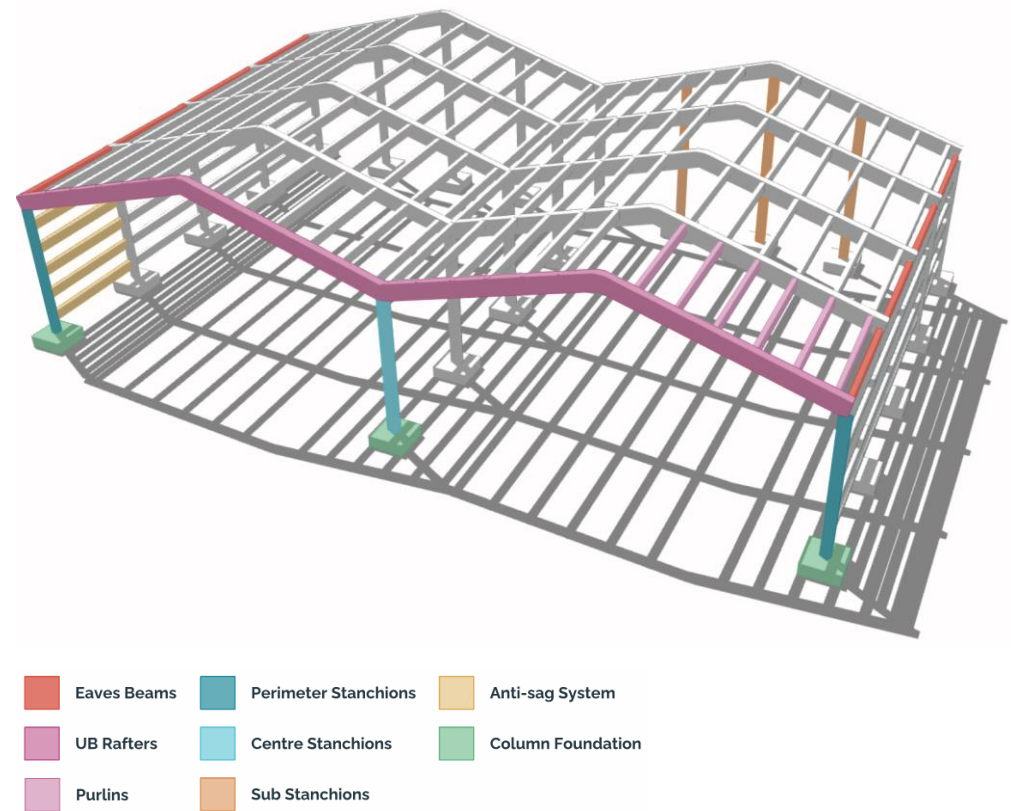 Eaves Beams
Perimeter Stanchions
Anti-sag System
UB Rafters
Centre Stanchions
Column Foundation
Purlins
Sub Stanchions